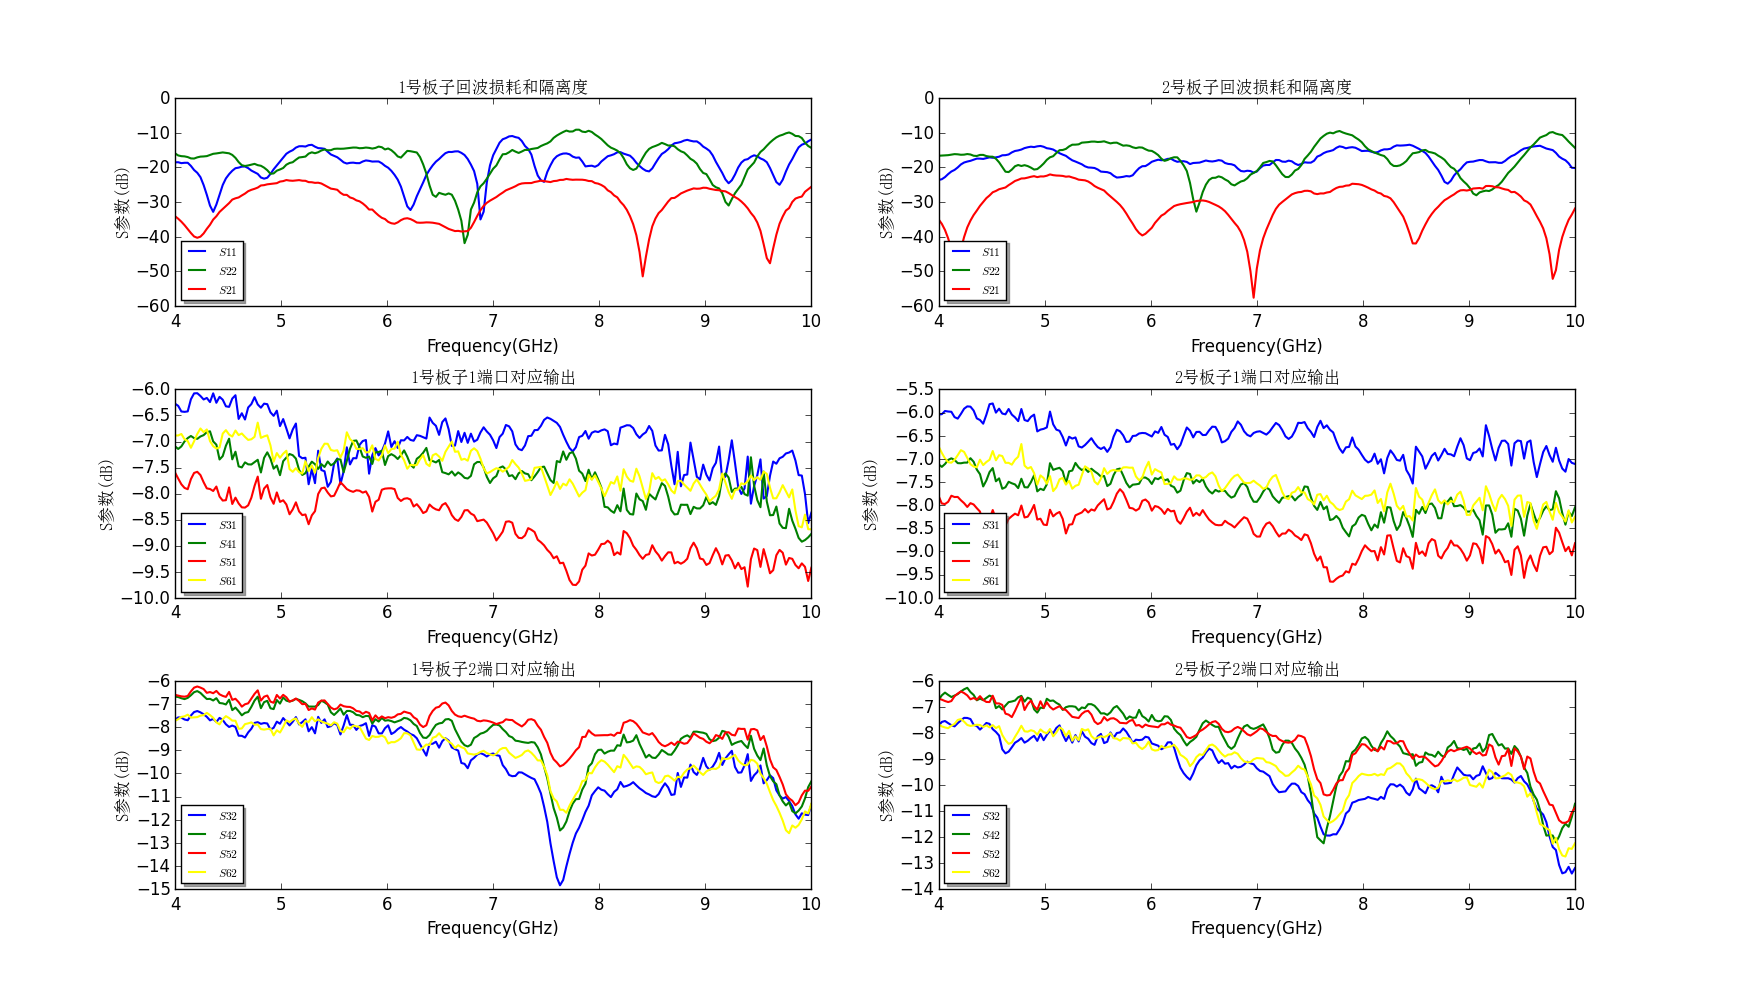 1号板子回波损耗和隔离度
0
−10
−20
−30
−40
−50
−60
S参数(dB)
S11
S22
S21
4 5 6 7 8 9 10
Frequency(GHz)
2号板子回波损耗和隔离度
0
−10
−20
−30
−40
−50
−60
S参数(dB)
S11
S22
S21
4 5 6 7 8 9 10
Frequency(GHz)
1号板子1端口对应输出
−6.0
−6.5
−7.0
−7.5
−8.0
−8.5
−9.0
−9.5
−10.0
S参数(dB)
S31
S41
S51
S61
4 5 6 7 8 9 10
Frequency(GHz)
2号板子1端口对应输出
−5.5
−6.0
−6.5
−7.0
−7.5
−8.0
−8.5
−9.0
−9.5
−10.0
S参数(dB)
S31
S41
S51
S61
4 5 6 7 8 9 10
Frequency(GHz)
1号板子2端口对应输出
−6
−7
−8
−9
−10
−11
−12
−13
−14
−15
S参数(dB)
S32
S42
S52
S62
4 5 6 7 8 9 10
Frequency(GHz)
2号板子2端口对应输出
−6
−7
−8
−9
−10
−11
−12
−13
−14
S参数(dB)
S32
S42
S52
S62
4 5 6 7 8 9 10
Frequency(GHz)